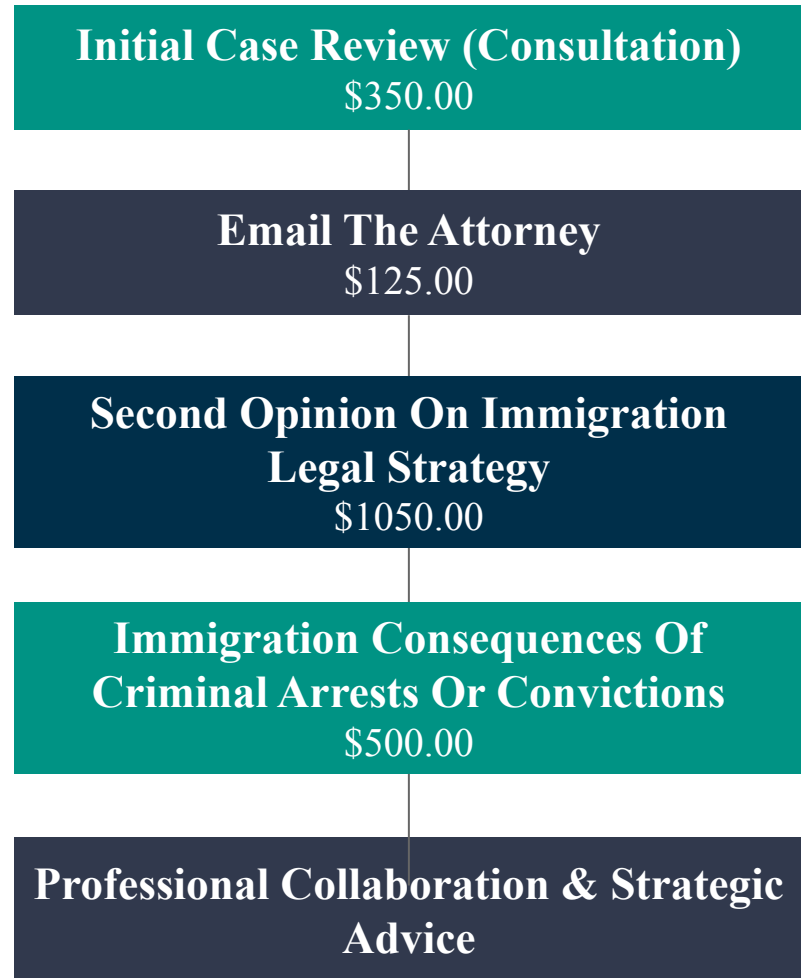 Initial Case Review (Consultation)
$350.00
Email The Attorney
$125.00
Second Opinion On Immigration
Legal Strategy
$1050.00
Immigration Consequences Of
Criminal Arrests Or Convictions
$500.00
Professional Collaboration & Strategic
Advice